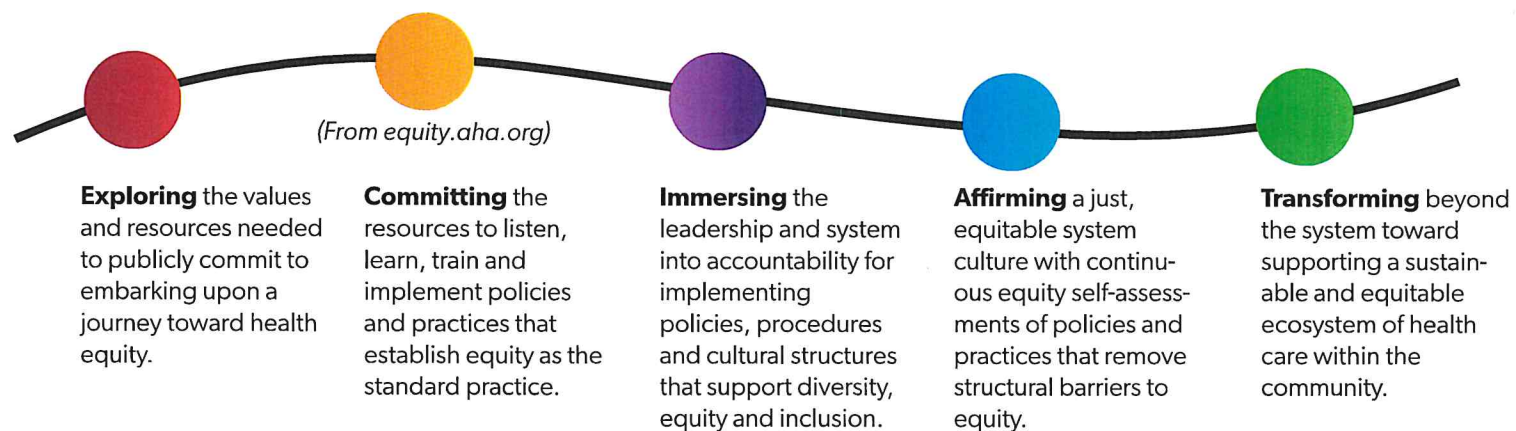 (From equity.aha.org)
Exploring the values
and resources needed
to publicly commit to
embarking upon a
journey toward health
equity.
Committing the
resources to listen,
learn, train and
implement policies
and practices that
establish equity as the
standard practice.
Immersing the
leadership and system
into accountability for
implementing
policies, procedures
and cultural structures
that support diversity,
equity and inclusion.
Affirming a just,
equitable system
culture with continu-
ous equity self-assess-
ments of policies and
practices that remove
structural barriers to
equity.
Transforming beyond
the system toward
supporting a sustain-
able and equitable
ecosystem of health
care within the
community.